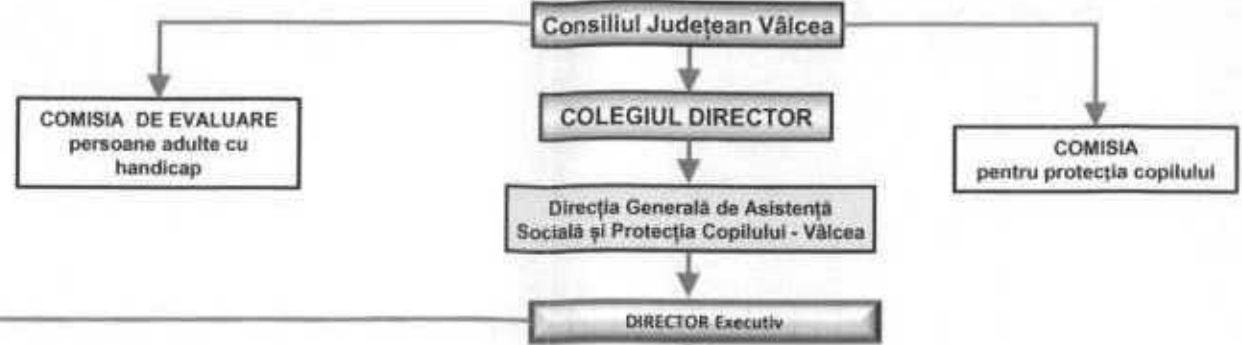 Consiliul Județean Vâlcea
COMISIA DE EVALUARE
persoane adulte cu
handicap
COLEGIUL DIRECTOR
COMISIA
pentru protecția copilului
Direcția Generală de Asistență
Socială și Protecția Copilului - Vâlcea
DIRECTOR Executiv